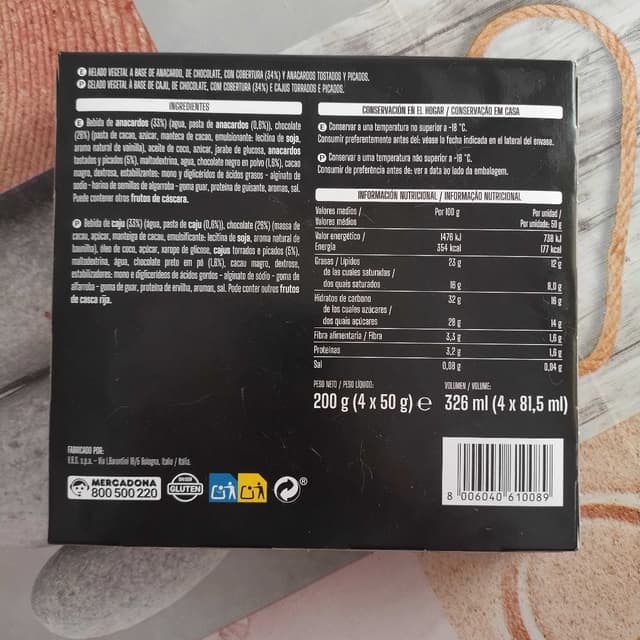 E HELADO VEGETAL A BASE DE ANACARDO, DE CHOCOLATE, CON COBERTURA (34%) Y ANACARDOS TOSTADOS Y PICADOS.
P GELADO VEGETAL À BASE DE CAJU, DE CHOCOLATE, COM COBERTURA (34%) E CAJUS TORRADOS E PICADOS.
INGREDIENTES
E Bebida de anacardos (33%) (agua, pasta de anacardos (0,6%)), chocolate
(26%) (pasta de cacao, azúcar, manteca de cacao, emulsionante: lecitina de soja,
aroma natural de vainilla), aceite de coco, azúcar, jarabe de glucosa, anacardos
tostados y picados (5%), maltodextrina, agua, chocolate negro en polvo (1,6%), cacao
magro, dextrosa, estabilizantes: mono y diglicéridos de ácidos grasos - alginato de
sodio - harina de semillas de algarroba - goma guar, proteína de guisante, aromas, sal.
Puede contener otros frutos de cáscara.
P Bebida de caju (33%) (água, pasta de caju (0,6%)), chocolate (26%) (massa de
cacau, açúcar, manteiga de cacau, emulsificante: lecitina de soja, aroma natural de
baunilha), óleo de coco, açúcar, xarope de glicose, cajus torrados e picados (5%),
maltodextrina, água, chocolate preto em pó (1,6%), cacau magro, dextrose,
estabilizadores: mono e diglicerídeos de ácidos gordos - alginato de sódio - goma de
alfarroba - goma de guar, proteína de ervilha, aromas, sal. Pode conter outros frutos
de casca rija.
CONSERVACIÓN EN EL HOGAR / CONSERVAÇÃO EM CASA
E Conservar a una temperatura no superior a -18 °C.
Consumir preferentemente antes del: véase la fecha indicada en el lateral del envase.
P Conservar a uma temperatura não superior a -18 °C.
Consumir de preferência antes de: ver a data ao lado da embalagem.
INFORMACIÓN NUTRICIONAL / INFORMAÇÃO NUTRICIONAL
Valores medios / Por 100 g Por unidad /
Valores médios Por unidade: 50 g
Valor energético / 1476 kJ 738 kJ
Energia 354 kcal 177 kcal
Grasas / Lípidos 23 g 12 g
de las cuales saturadas /
dos quais saturados 16 g 8,0 g
Hidratos de carbono 32 g 16 g
de los cuales azúcares /
dos quais açúcares 28 g 14 g
Fibra alimentaria / Fibra 3,3 g 1,6 g
Proteínas 3,2 g 1,6 g
Sal 0,08 g 0,04 g
PESO NETO / PESO LÍQUIDO: VOLUMEN / VOLUME:
200 g (4 x 50 g) e 326 ml (4 x 81,5 ml)
FABRICADO POR:
Via I.Barontini 16/5 Bologna, Italia / Itália.
MERCADONA
800 500 220
GLUTEN
8 006040 610089